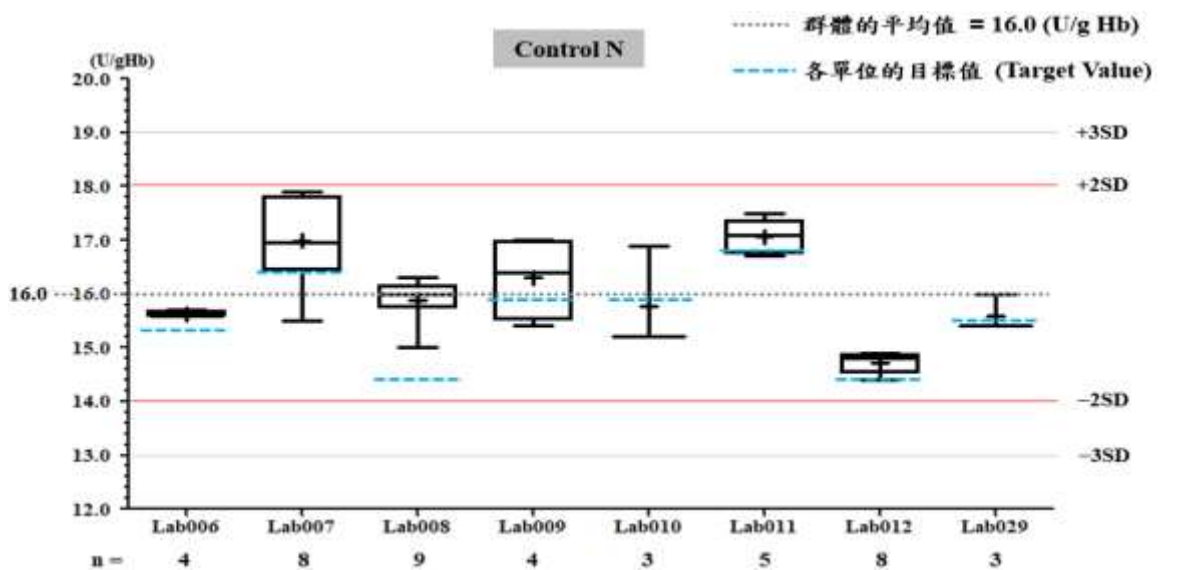 群體的平均值 = 16.0 (U/g Hb)
Control N
(U/gHb)
各單位的目標值 (Target Value)
20.0
19.0
+3SD
18.0
+2SD
17.0
16.0
16.0
15.0
14.0
−2SD
13.0
−3SD
12.0
Lab006 Lab007 Lab008 Lab009 Lab010 Lab011 Lab012 Lab029
n = 4 8 9 4 3 5 8 3